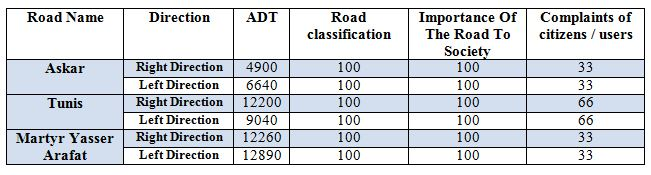 Road Name Direction ADT Road classification Importance Of The Road To Society Complaints of citizens / users
Askar Right Direction 4900 100 100 33
Left Direction 6640 100 100 33
Tunis Right Direction 12200 100 100 66
Left Direction 9040 100 100 66
Martyr Yasser Arafat Right Direction 12260 100 100 33
Left Direction 12890 100 100 33